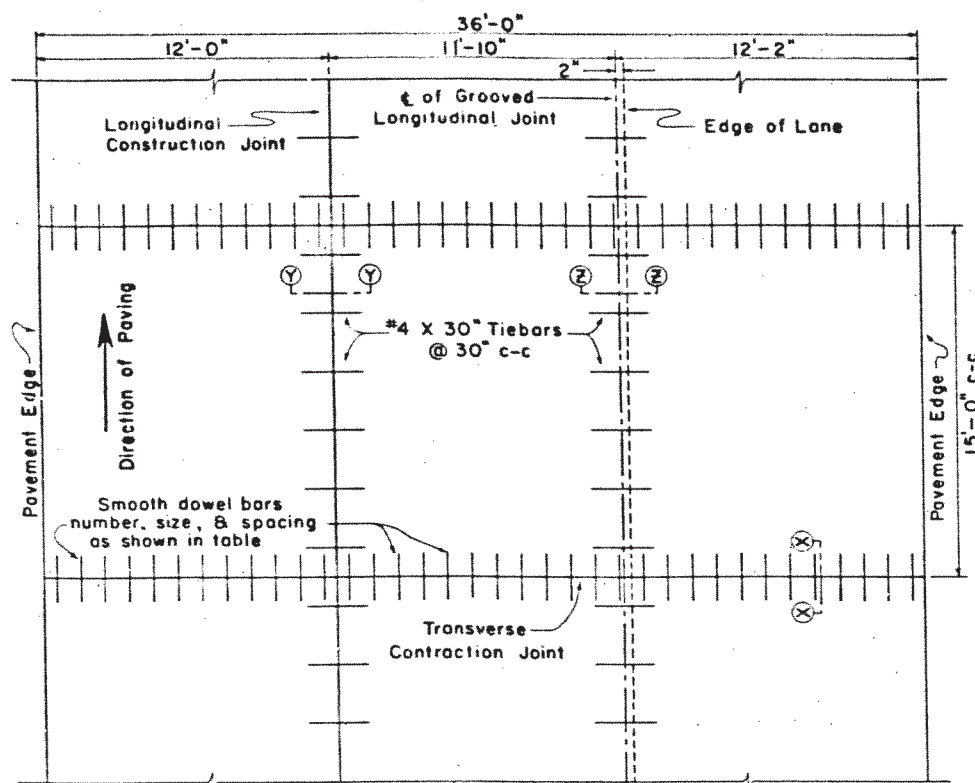 36'-0"
12'-0"
11'-10"
12'-2"
2"
Longitudinal
Construction Joint
℄ of Grooved
Longitudinal Joint
Edge of Lane
Y
Y
Z
Z
#4 X 30" Tiebars
@ 30" c-c
Pavement Edge
Direction of Paving
Pavement Edge
15'-0" c-c
Smooth dowel bars
number, size, & spacing
as shown in table
X
X
Transverse
Contraction Joint